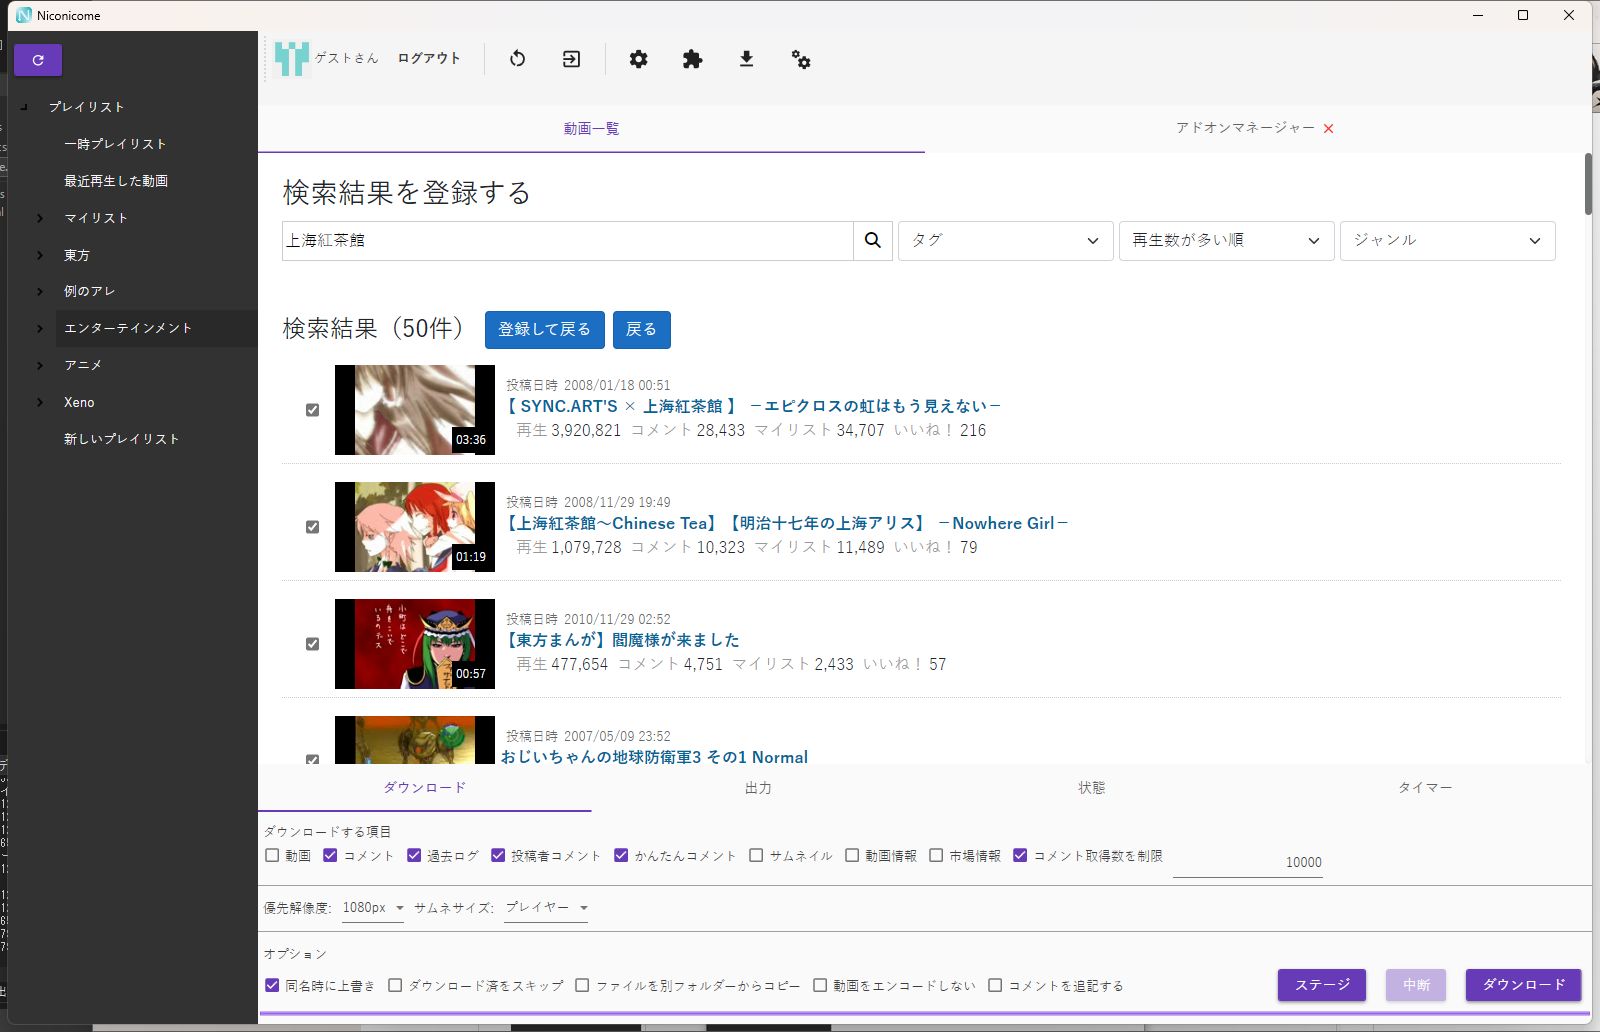 Niconicome
ゲストさん ログアウト
プレイリスト
一時プレイリスト
最近再生した動画
マイリスト
東方
例のアレ
エンターテインメント
アニメ
Xeno
新しいプレイリスト
動画一覧
アドオンマネージャー
検索結果を登録する
上海紅茶館 タグ 再生数が多い順 ジャンル
検索結果（50件） 登録して戻る 戻る
投稿日時 2008/01/18 00:51
【 SYNC.ART'S × 上海紅茶館 】 －エピクロスの虹はもう見えない－
再生 3,920,821 コメント 28,433 マイリスト 34,707 いいね！ 216
03:36
投稿日時 2008/11/29 19:49
【上海紅茶館～Chinese Tea】【明治十七年の上海アリス】 －Nowhere Girl－
再生 1,079,728 コメント 10,323 マイリスト 11,489 いいね！ 79
01:19
投稿日時 2010/11/29 02:52
【東方まんが】閻魔様が来ました
再生 477,654 コメント 4,751 マイリスト 2,433 いいね！ 57
小町はどこで
舟をこいで
いるのデス
00:57
投稿日時 2007/05/09 23:52
おじいちゃんの地球防衛軍3 その1 Normal
ダウンロード 出力 状態 タイマー
ダウンロードする項目
動画 コメント 過去ログ 投稿者コメント かんたんコメント サムネイル 動画情報 市場情報 コメント取得数を制限 10000
優先解像度: 1080px サムネサイズ: プレイヤー
オプション
同名時に上書き ダウンロード済をスキップ ファイルを別フォルダーからコピー 動画をエンコードしない コメントを追記する
ステージ 中断 ダウンロード